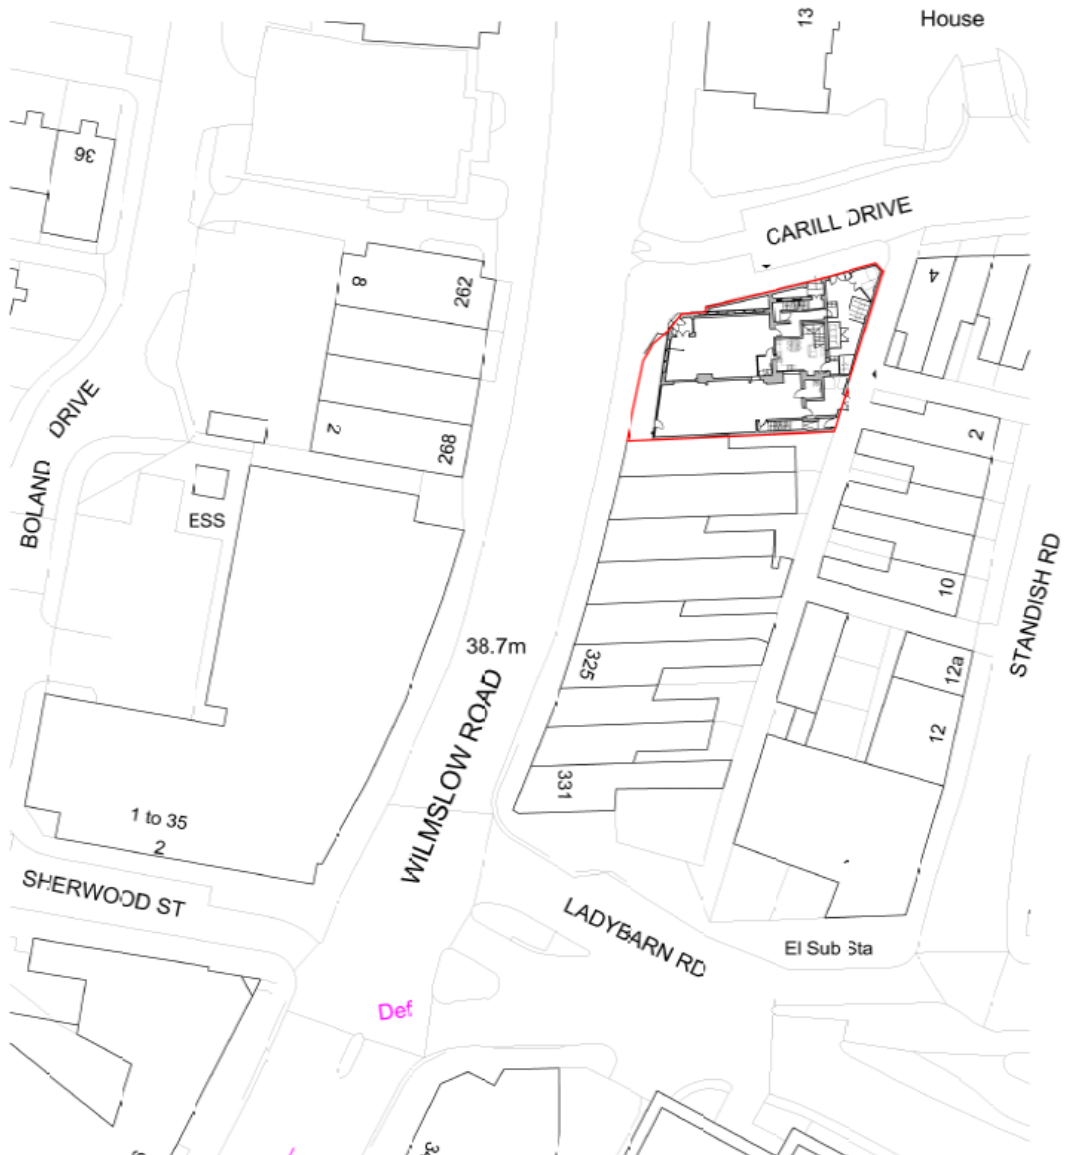 13
House
36
CARILL DRIVE
4
8
262
2
268
2
BOLAND
DRIVE
ESS
10
STANDISH RD
38.7m
325
12a
WILMSLOW ROAD
12
331
1 to 35
2
SHERWOOD ST
LADYBARN RD
El Sub Sta
Def